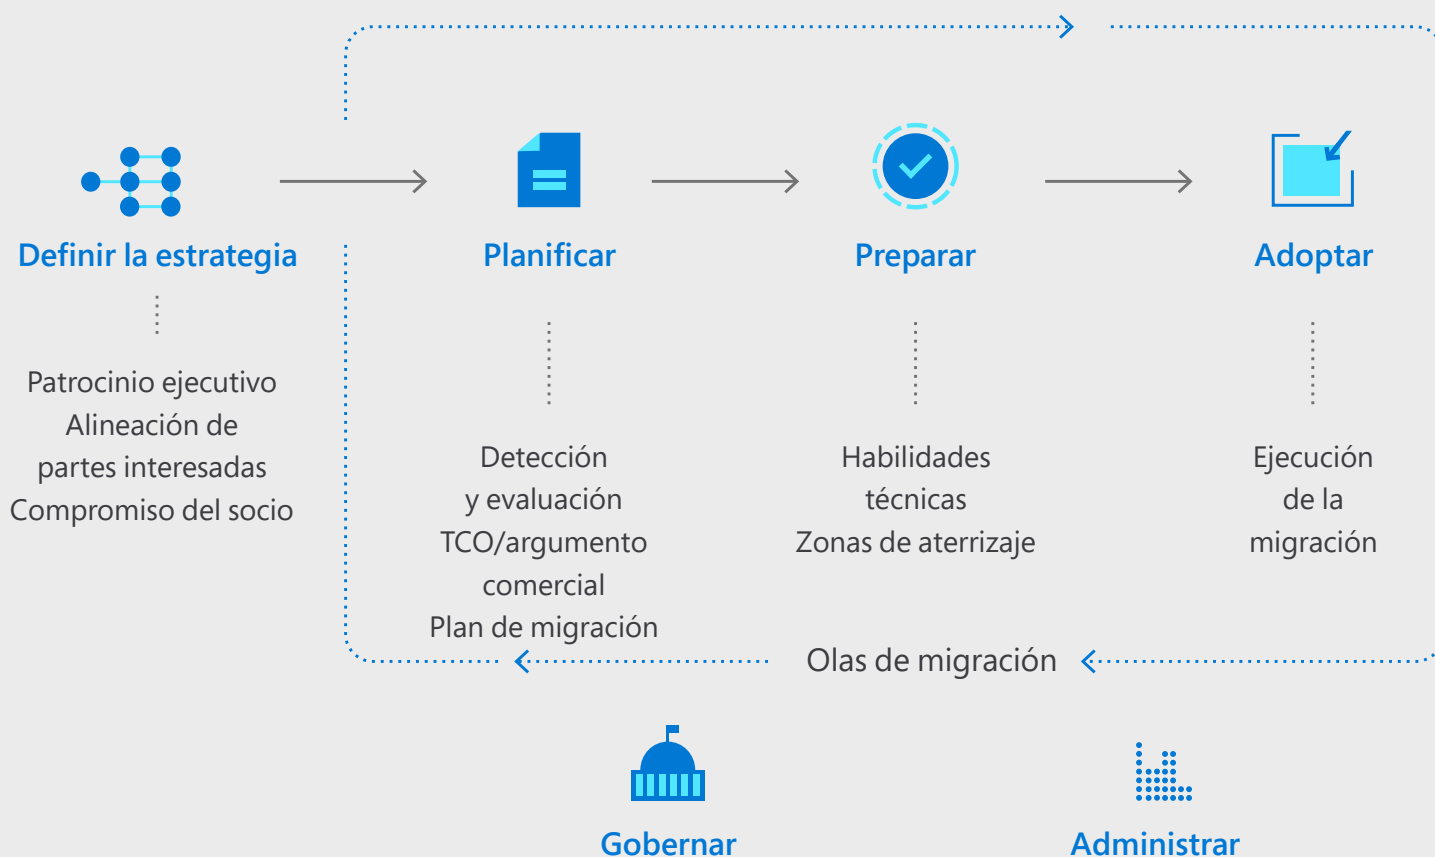 Definir la estrategia
Patrocinio ejecutivo
Alineación de
partes interesadas
Compromiso del socio
Planificar
Detección
y evaluación
TCO/argumento
comercial
Plan de migración
Preparar
Habilidades
técnicas
Zonas de aterrizaje
Adoptar
Ejecución
de la
migración
Olas de migración
Gobernar
Administrar